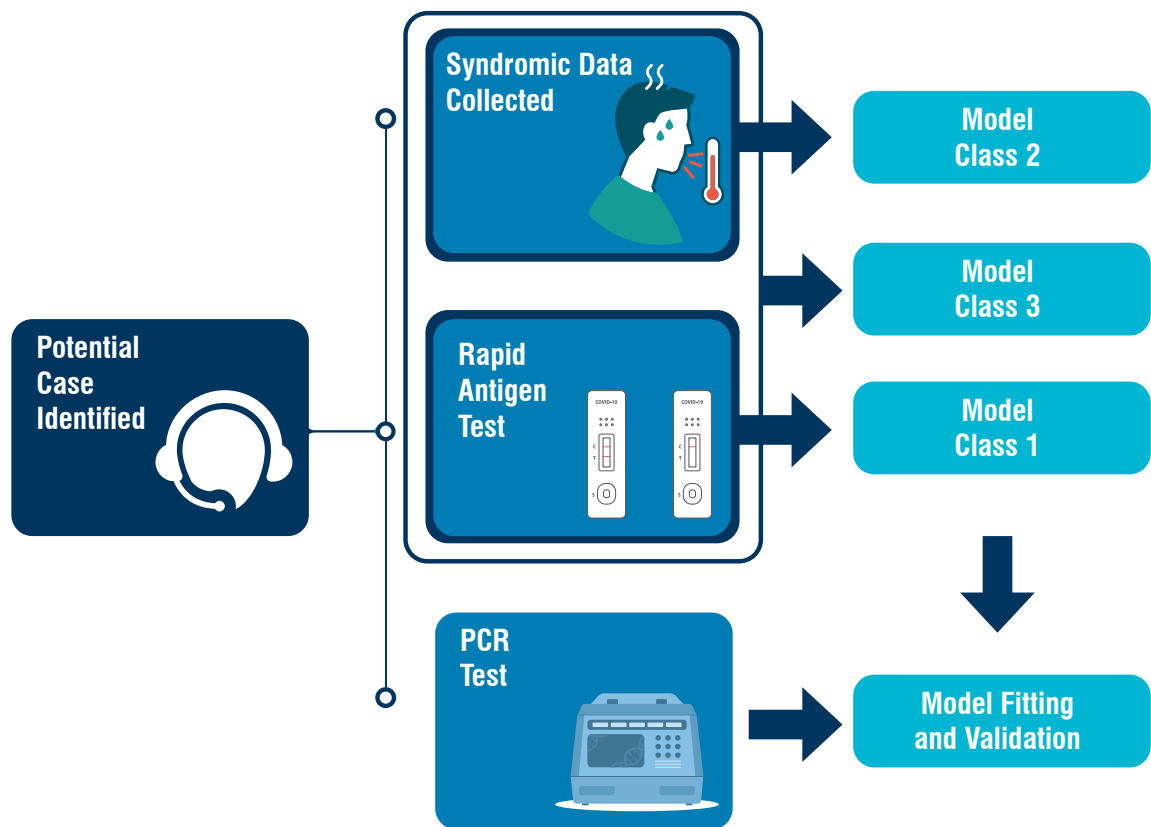 Syndromic Data
Collected
Model
Class 2
Model
Class 3
Potential
Case
Identified
Rapid
Antigen
Test
COVID-19
C
T
S
COVID-19
C
T
S
Model
Class 1
PCR
Test
Model Fitting
and Validation